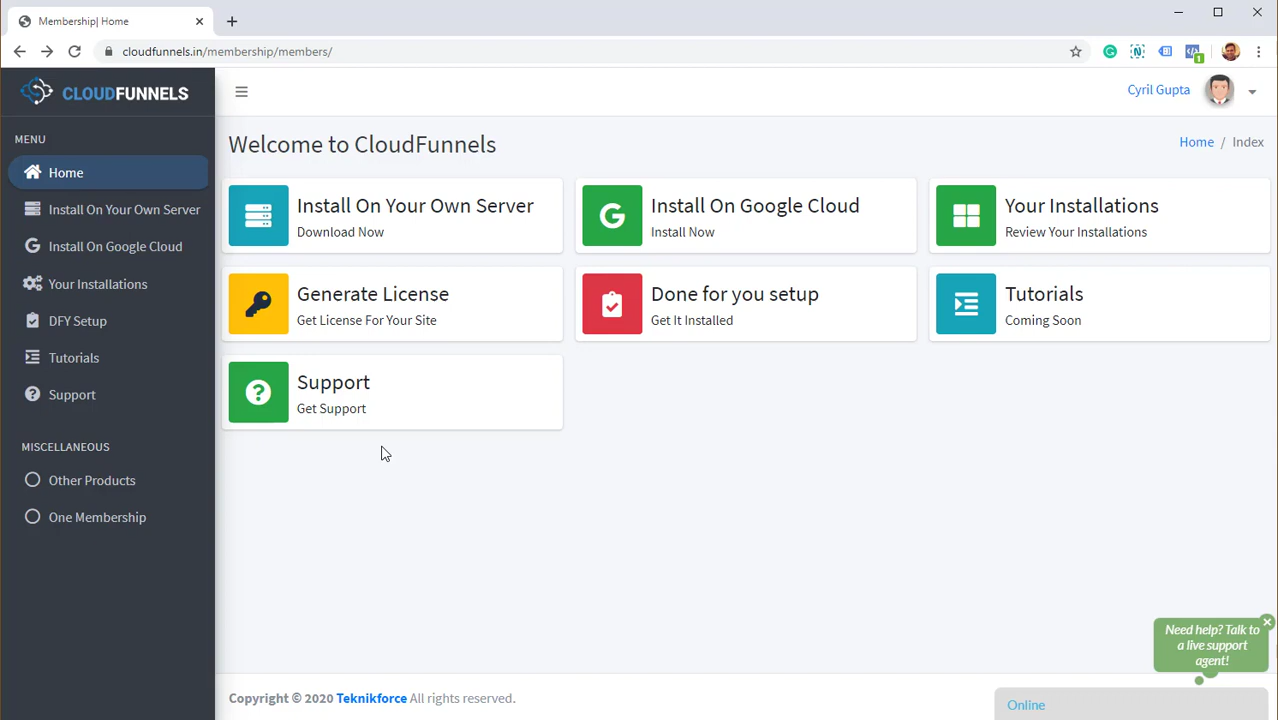 Membership| Home
cloudfunnels.in/membership/members/
1
CLOUDFUNNELS
Cyril Gupta
MENU
Home
Install On Your Own Server
Install On Google Cloud
Your Installations
DFY Setup
Tutorials
Support
MISCELLANEOUS
Other Products
One Membership
Welcome to CloudFunnels
Home / Index
Install On Your Own Server
Download Now
Install On Google Cloud
Install Now
Your Installations
Review Your Installations
Generate License
Get License For Your Site
Done for you setup
Get It Installed
Tutorials
Coming Soon
Support
Get Support
Need help? Talk to
a live support
agent!
Copyright © 2020 Teknikforce All rights reserved.
Online